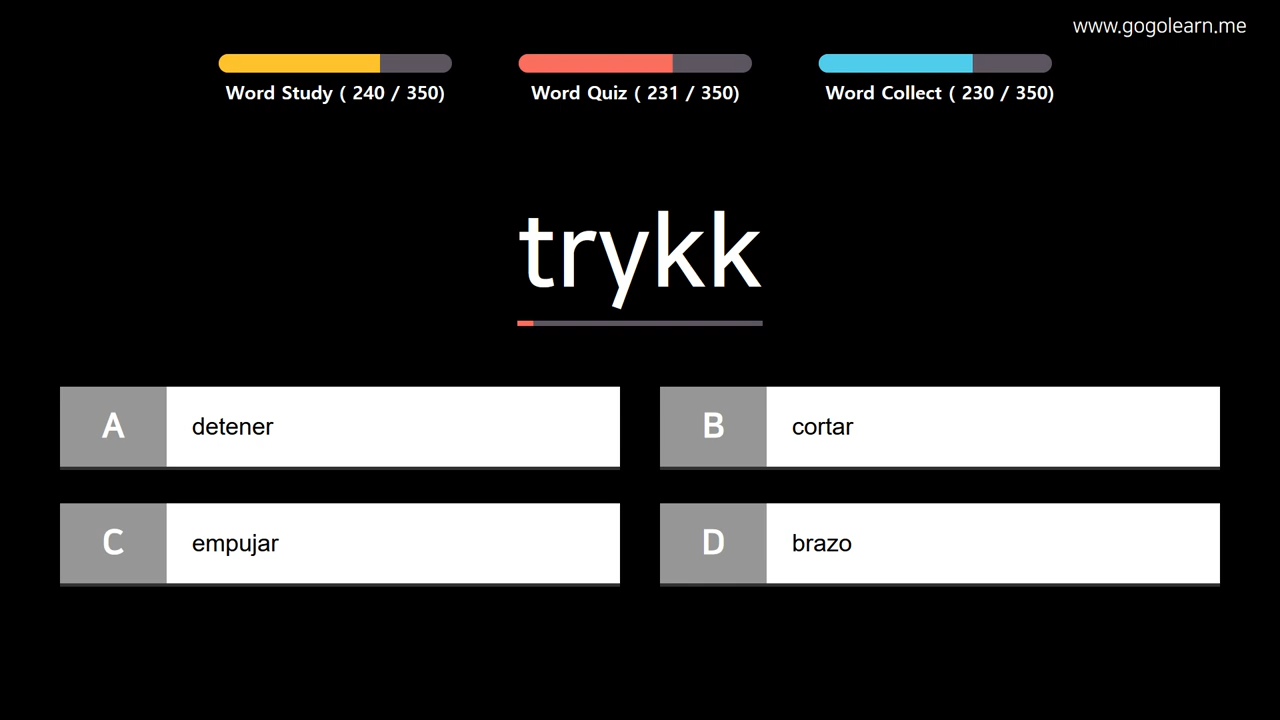 www.gogolearn.me
Word Study ( 240 / 350)
Word Quiz ( 231 / 350)
Word Collect ( 230 / 350)
trykk
A detener
B cortar
C empujar
D brazo